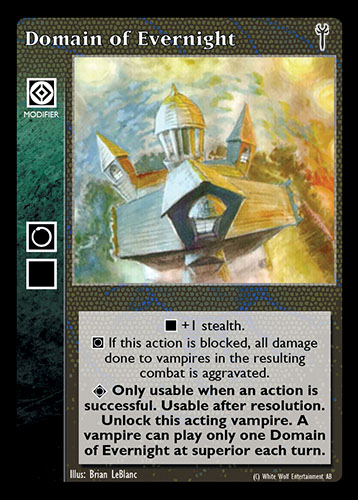 Domain of Evernight
MODIFIER
+1 stealth.
If this action is blocked, all damage
done to vampires in the resulting
combat is aggravated.
Only usable when an action is
successful. Usable after resolution.
Unlock this acting vampire. A
vampire can play only one Domain
of Evernight at superior each turn.
Illus: Brian LeBlanc
(C) White Wolf Entertainment AB